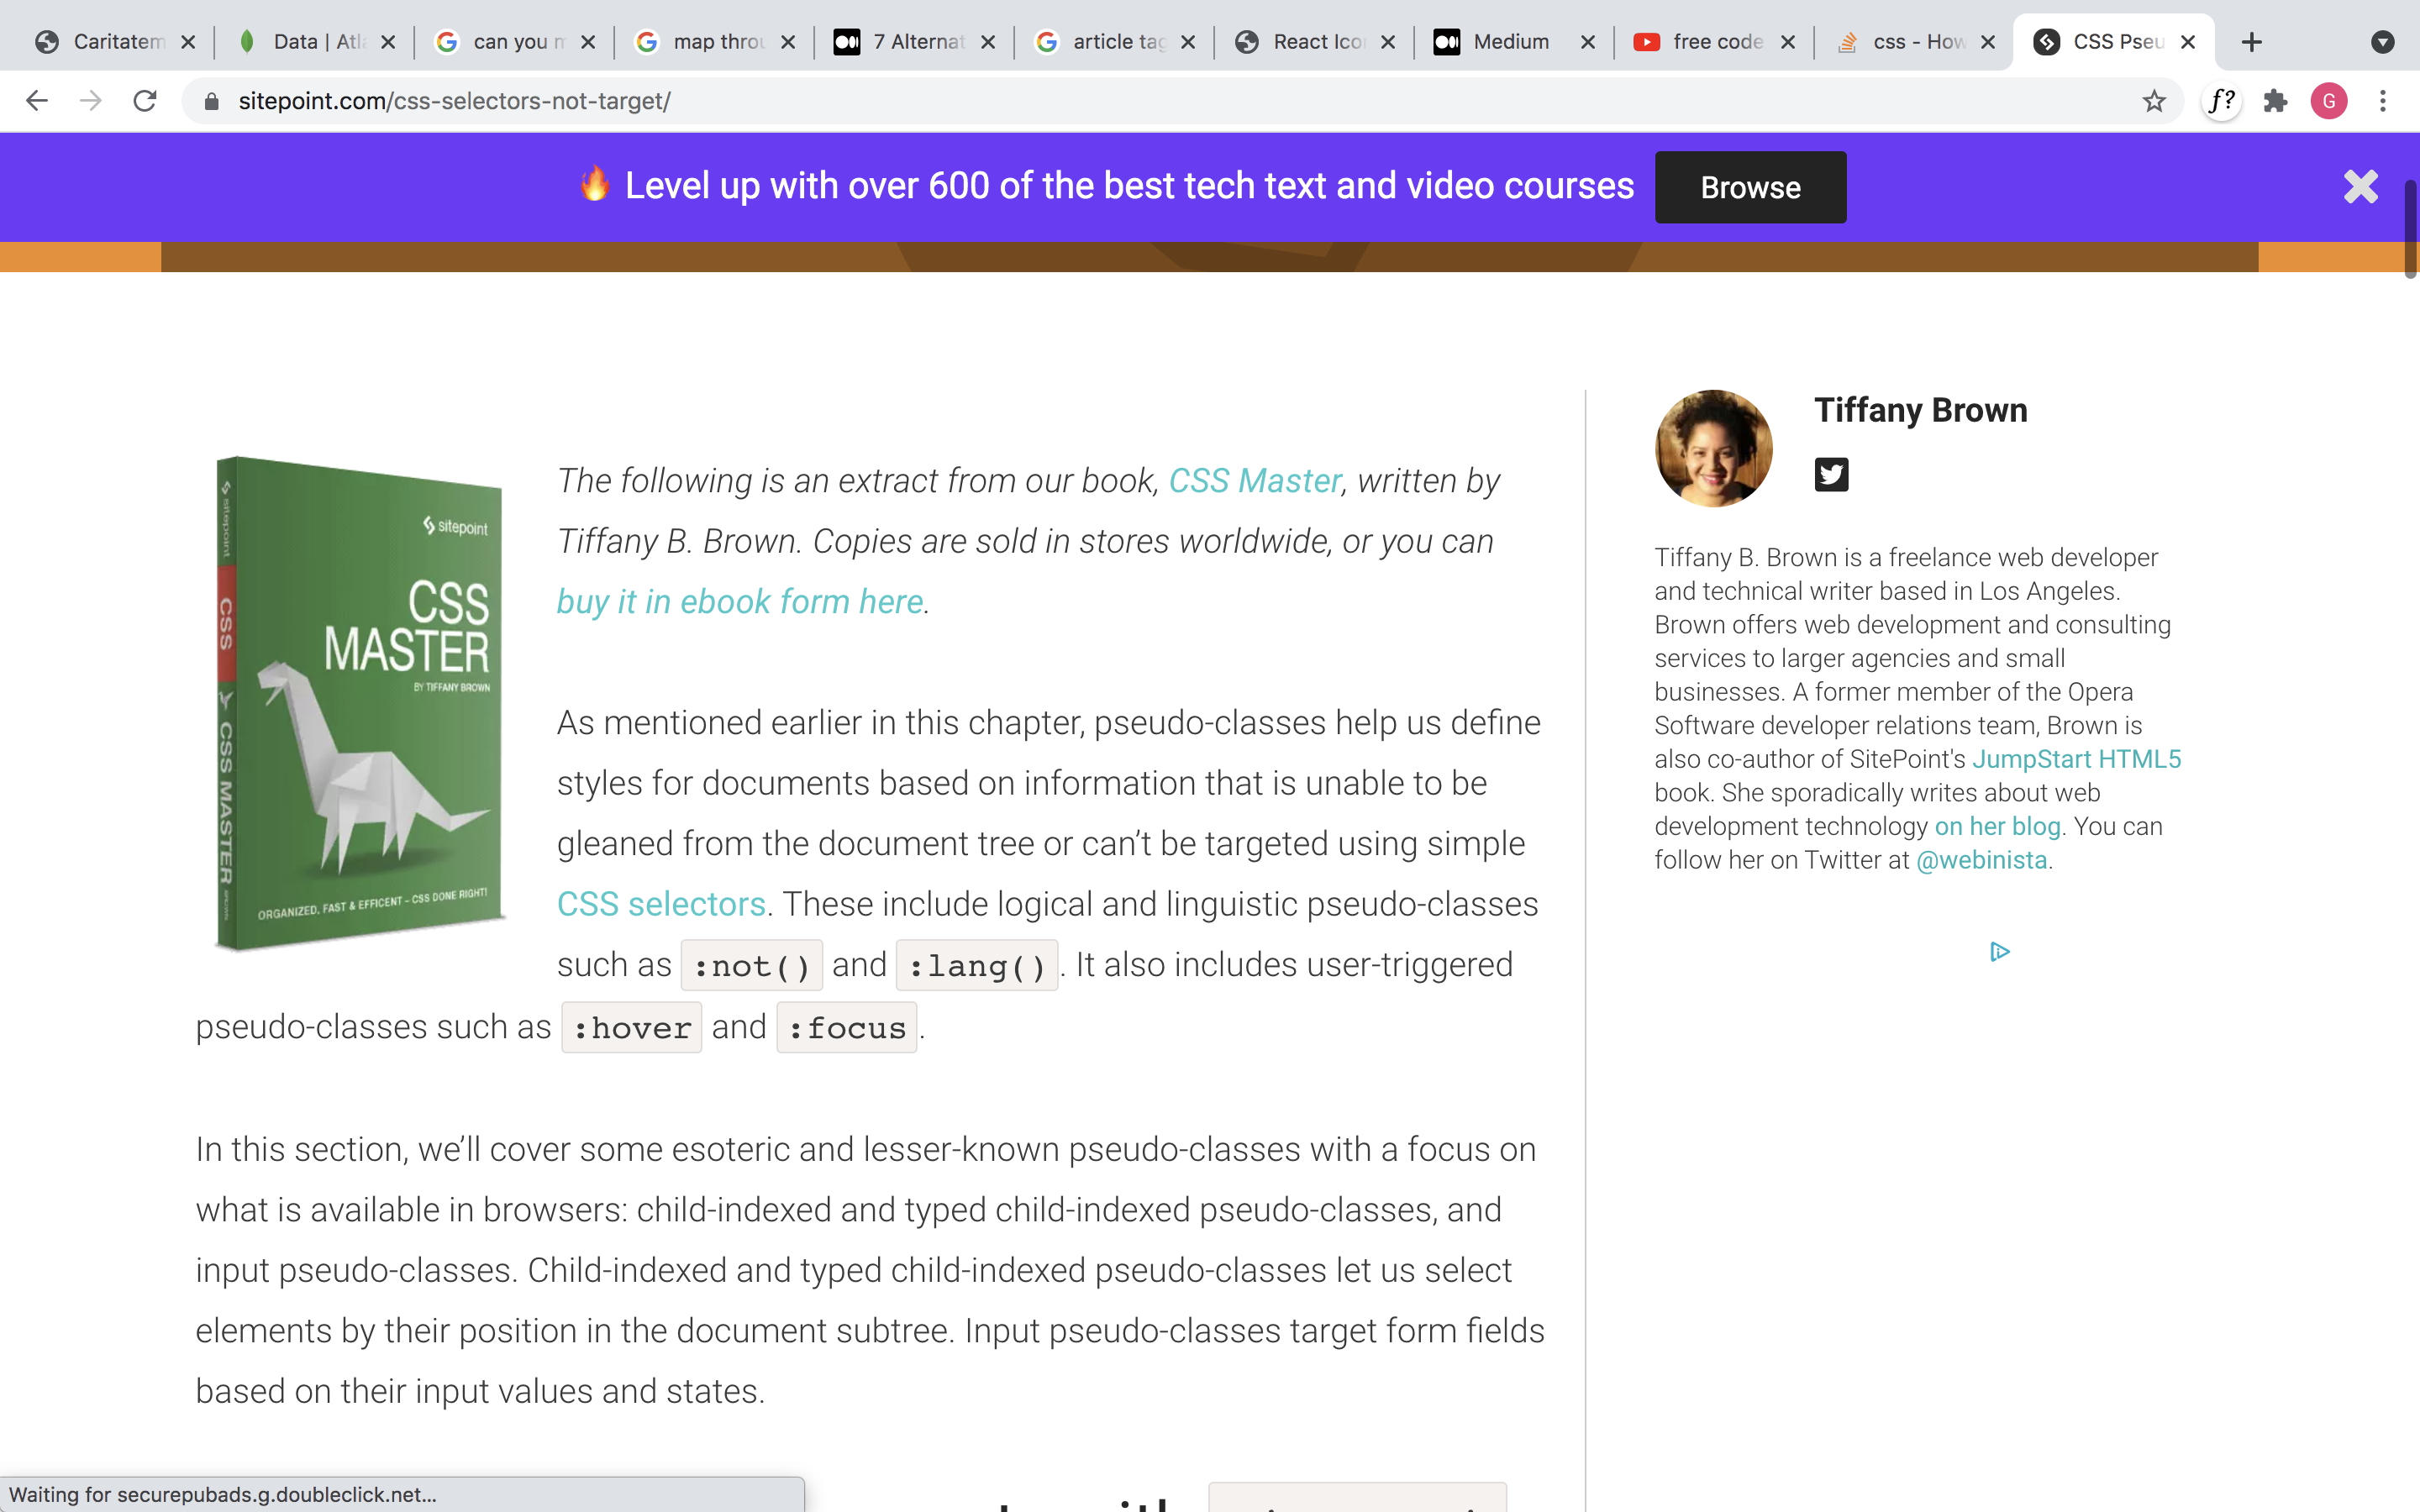 Caritatem
Data | Atla
can you m
map throu
7 Alternat
article tag
React Ico
Medium
free code
css - How
CSS Pseu
sitepoint.com/css-selectors-not-target/
f?
G
🔥 Level up with over 600 of the best tech text and video courses
Browse
sitepoint
CSS
MASTER
BY TIFFANY BROWN
ORGANIZED, FAST & EFFICENT - CSS DONE RIGHT!
sitepoint
CSS
CSS MASTER
The following is an extract from our book, CSS Master, written by
Tiffany B. Brown. Copies are sold in stores worldwide, or you can
buy it in ebook form here.
As mentioned earlier in this chapter, pseudo-classes help us define
styles for documents based on information that is unable to be
gleaned from the document tree or can’t be targeted using simple
CSS selectors. These include logical and linguistic pseudo-classes
such as :not() and :lang(). It also includes user-triggered
pseudo-classes such as :hover and :focus.
In this section, we’ll cover some esoteric and lesser-known pseudo-classes with a focus on
what is available in browsers: child-indexed and typed child-indexed pseudo-classes, and
input pseudo-classes. Child-indexed and typed child-indexed pseudo-classes let us select
elements by their position in the document subtree. Input pseudo-classes target form fields
based on their input values and states.
Tiffany Brown
Tiffany B. Brown is a freelance web developer
and technical writer based in Los Angeles.
Brown offers web development and consulting
services to larger agencies and small
businesses. A former member of the Opera
Software developer relations team, Brown is
also co-author of SitePoint's JumpStart HTML5
book. She sporadically writes about web
development technology on her blog. You can
follow her on Twitter at @webinista.
Waiting for securepubads.g.doubleclick.net...